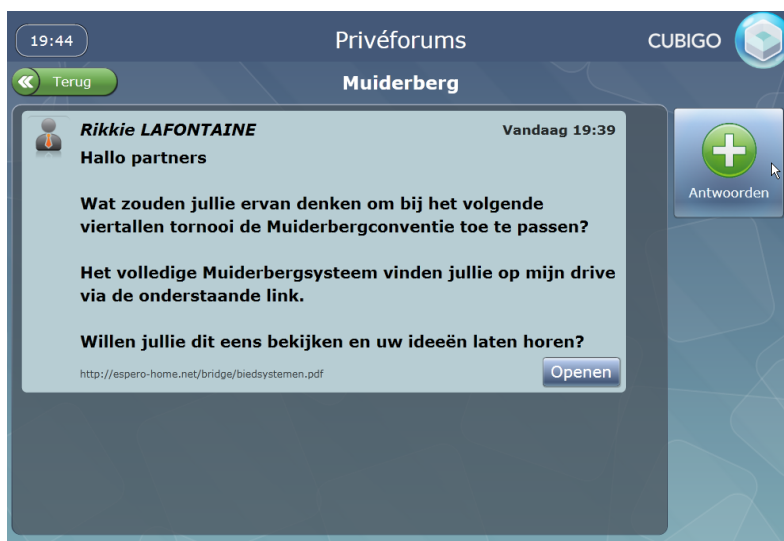 19:44
Privéforums
CUBIGO
Terug
Muiderberg
Rikkie LAFONTAINE
Vandaag 19:39
Hallo partners
Wat zouden jullie ervan denken om bij het volgende
viertallen tornooi de Muiderbergconventie toe te passen?
Het volledige Muiderbergsysteem vinden jullie op mijn drive
via de onderstaande link.
Willen jullie dit eens bekijken en uw ideeën laten horen?
http://espero-home.net/bridge/biedsystemen.pdf
Openen
Antwoorden